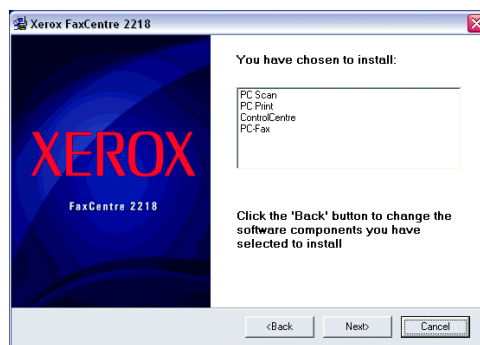 Xerox FaxCentre 2218
You have chosen to install:
PC Scan
PC Print
ControlCentre
PC-Fax
XEROX
FaxCentre 2218
Click the 'Back' button to change the
software components you have
selected to install
<Back
Next>
Cancel